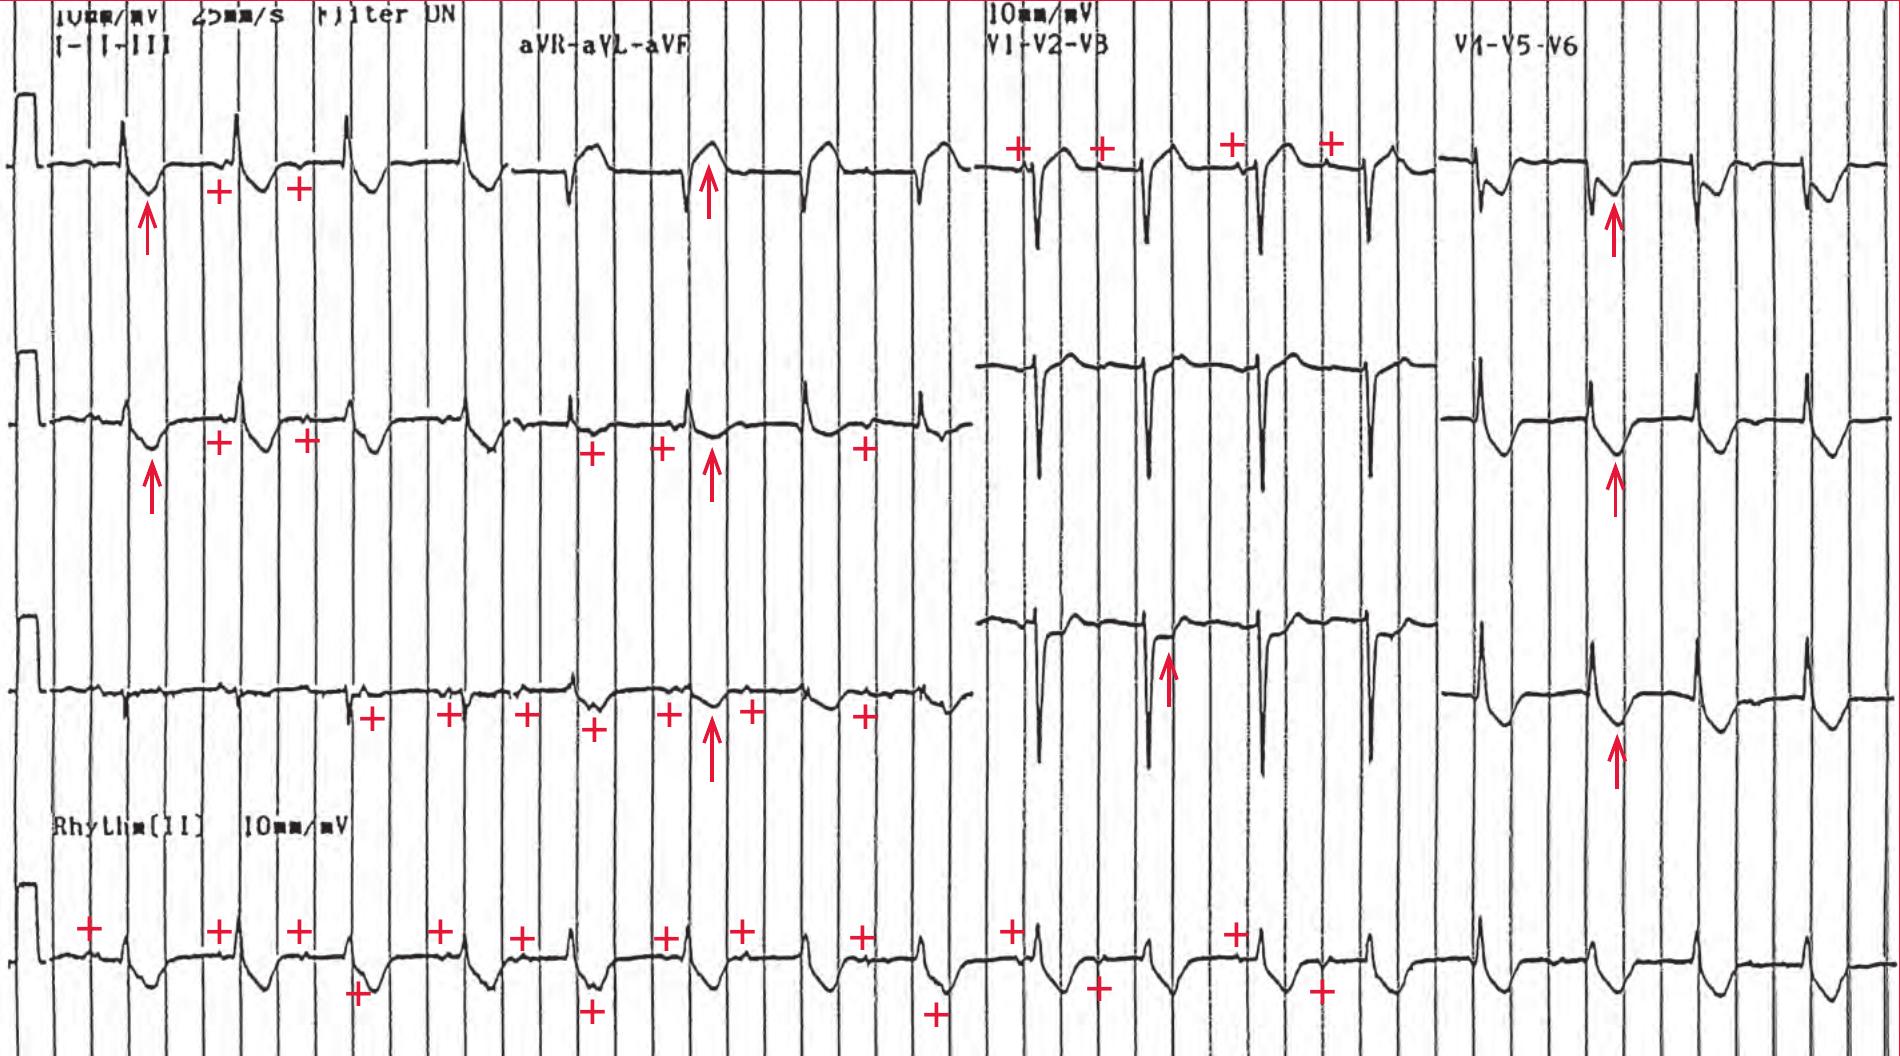 10mm/mV 25mm/s Filter ON
I-II-III
aVR-aVL-aVF
10mm/mV
V1-V2-V3
V4-V5-V6
Rhythm[II] 10mm/mV